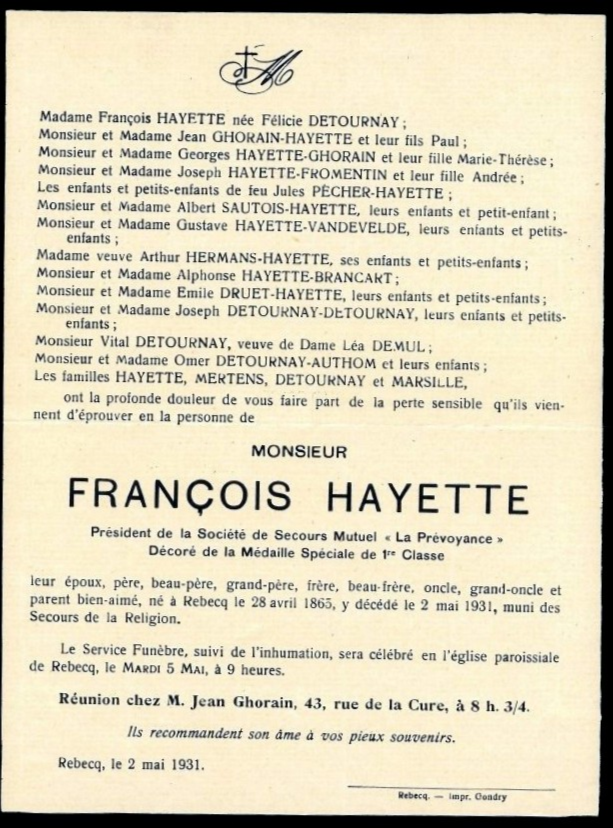 Madame François HAYETTE née Félicie DETOURNAY ;
Monsieur et Madame Jean GHORAIN-HAYETTE et leur fils Paul ;
Monsieur et Madame Georges HAYETTE-GHORAIN et leur fille Marie-Thérèse ;
Monsieur et Madame Joseph HAYETTE-FROMENTIN et leur fille Andrée ;
Les enfants et petits-enfants de feu Jules PÊCHER-HAYETTE ;
Monsieur et Madame Albert SAUTOIS-HAYETTE, leurs enfants et petit-enfant ;
Monsieur et Madame Gustave HAYETTE-VANDEVELDE, leurs enfants et petits-
enfants ;
Madame veuve Arthur HERMANS-HAYETTE, ses enfants et petits-enfants ;
Monsieur et Madame Alphonse HAYETTE-BRANCART ;
Monsieur et Madame Emile DRUET-HAYETTE, leurs enfants et petits-enfants ;
Monsieur et Madame Joseph DETOURNAY-DETOURNAY, leurs enfants et petits-
enfants ;
Monsieur Vital DETOURNAY, veuve de Dame Léa DEMUL ;
Monsieur et Madame Omer DETOURNAY-AUTHOM et leurs enfants ;
Les familles HAYETTE, MERTENS, DETOURNAY et MARSILLE,
ont la profonde douleur de vous faire part de la perte sensible qu'ils vien-
nent d'éprouver en la personne de
MONSIEUR
FRANÇOIS HAYETTE
Président de la Société de Secours Mutuel « La Prévoyance »
Décoré de la Médaille Spéciale de 1re Classe
leur époux, père, beau-père, grand-père, frère, beau-frère, oncle, grand-oncle et
parent bien-aimé, né à Rebecq le 28 avril 1865, y décédé le 2 mai 1931, muni des
Secours de la Religion.
Le Service Funèbre, suivi de l'inhumation, sera célébré en l'église paroissiale
de Rebecq, le MARDI 5 MAI, à 9 heures.
Réunion chez M. Jean Ghorain, 43, rue de la Cure, à 8 h. 3/4.
Ils recommandent son âme à vos pieux souvenirs.
Rebecq, le 2 mai 1931.
Rebecq. — Impr. Gondry